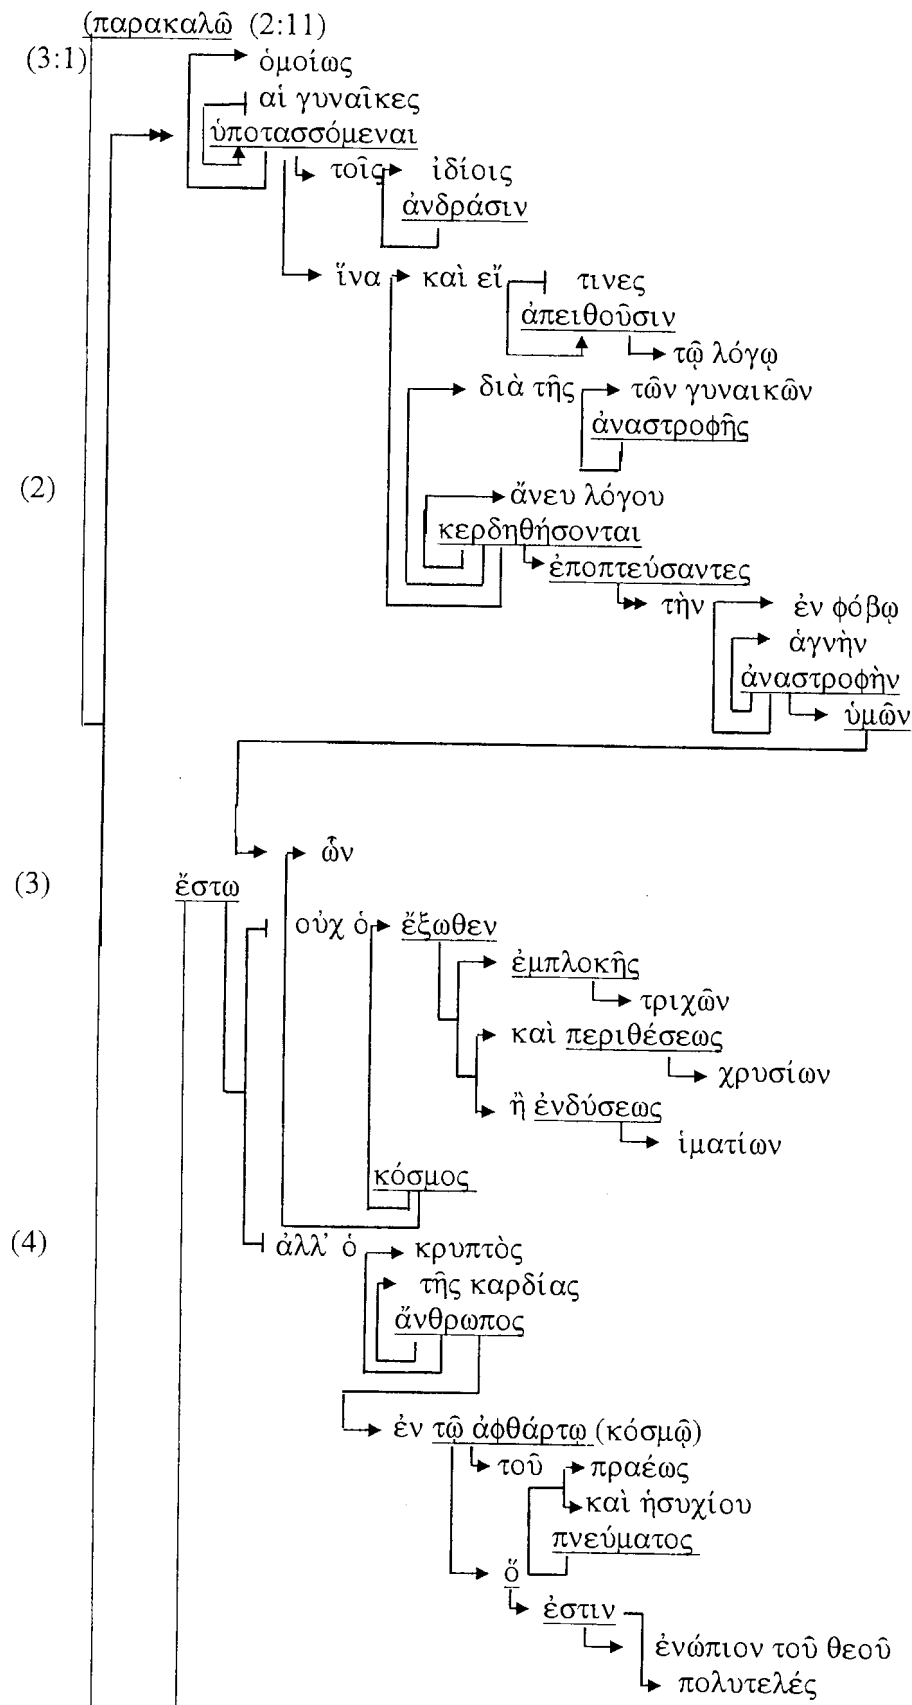 (παρακαλῶ (2:11)
(3:1) ὁμοίως
αἱ γυναῖκες
ὑποτασσόμεναι
τοῖς ἰδίοις
ἀνδράσιν
ἵνα καὶ εἴ τινες
ἀπειθοῦσιν
τῷ λόγῳ
διὰ τῆς τῶν γυναικῶν
ἀναστροφῆς
(2) ἄνευ λόγου
κερδηθήσονται
ἐποπτεύσαντες
τὴν ἐν φόβῳ
ἁγνὴν
ἀναστροφὴν
ὑμῶν
ὧν
(3) ἔστω
οὐχ ὁ ἔξωθεν
ἐμπλοκῆς
τριχῶν
καὶ περιθέσεως
χρυσίων
ἢ ἐνδύσεως
ἱματίων
κόσμος
(4) ἀλλ’ ὁ κρυπτὸς
τῆς καρδίας
ἄνθρωπος
ἐν τῷ ἀφθάρτῳ (κόσμῷ)
τοῦ πραέως
καὶ ἡσυχίου
πνεύματος
ὅ
ἐστιν
ἐνώπιον τοῦ θεοῦ
πολυτελές